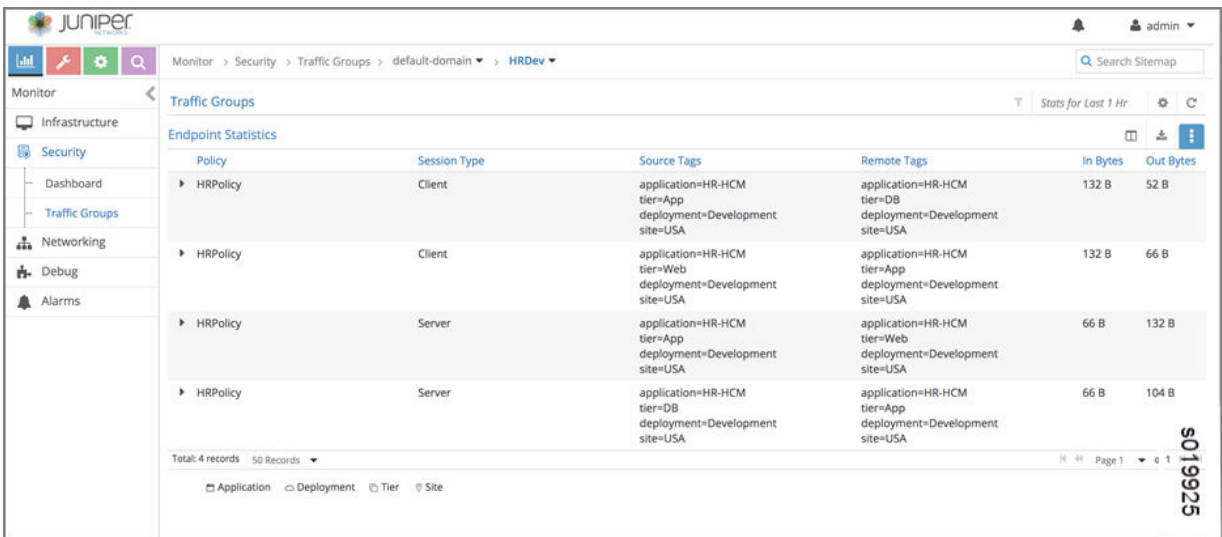 JUNIPER
NETWORKS
admin
Monitor > Security > Traffic Groups > default-domain > HRDev
Search Sitemap
Monitor
Infrastructure
Security
Dashboard
Traffic Groups
Networking
Debug
Alarms
Traffic Groups
Stats for Last 1 Hr
Endpoint Statistics
Policy Session Type Source Tags Remote Tags In Bytes Out Bytes
HRPolicy Client application=HR-HCM application=HR-HCM 132 B 52 B
tier=App tier=DB
deployment=Development deployment=Development
site=USA site=USA
HRPolicy Client application=HR-HCM application=HR-HCM 132 B 66 B
tier=Web tier=App
deployment=Development deployment=Development
site=USA site=USA
HRPolicy Server application=HR-HCM application=HR-HCM 66 B 132 B
tier=App tier=Web
deployment=Development deployment=Development
site=USA site=USA
HRPolicy Server application=HR-HCM application=HR-HCM 66 B 104 B
tier=DB tier=App
deployment=Development deployment=Development
site=USA site=USA
Total: 4 records 50 Records Page 1 1
Application Deployment Tier Site
s019925